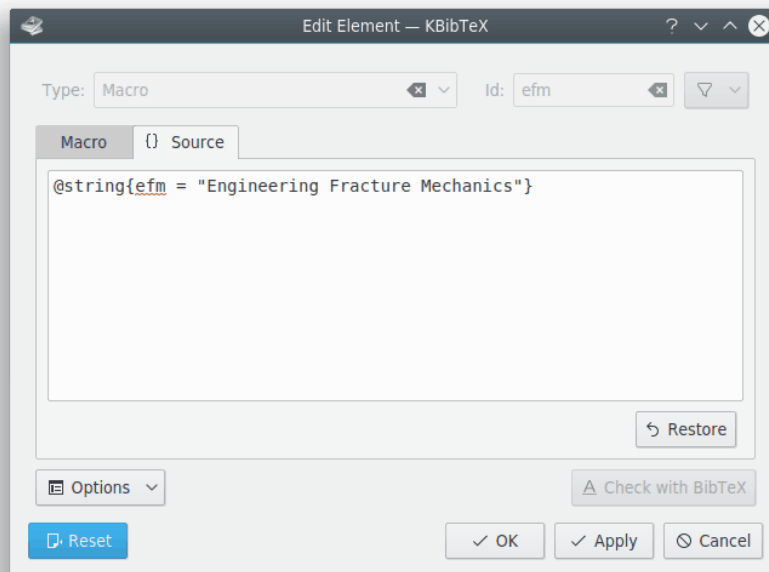 Edit Element — KBibTeX
Type: Macro Id: efm
Macro {} Source
@string{efm = "Engineering Fracture Mechanics"}
Restore
Options Check with BibTeX
Reset OK Apply Cancel